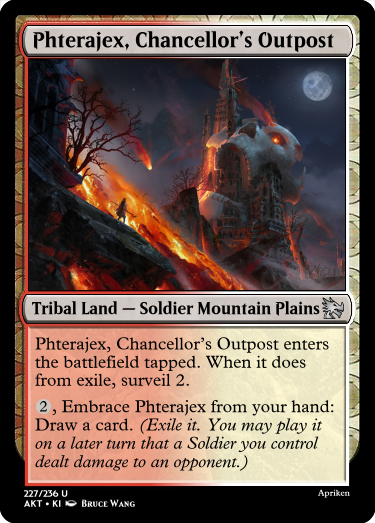 Phterajex, Chancellor's Outpost
Tribal Land — Soldier Mountain Plains
Phterajex, Chancellor's Outpost enters
the battlefield tapped. When it does
from exile, surveil 2.
2, Embrace Phterajex from your hand:
Draw a card. (Exile it. You may play it
on a later turn that a Soldier you control
dealt damage to an opponent.)
227/236 U
Apriken
AKT • KI BRUCE WANG